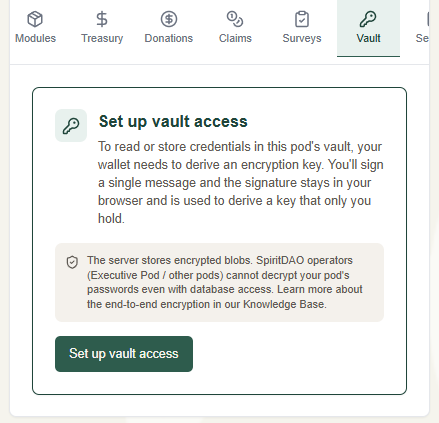 Modules
Treasury
Donations
Claims
Surveys
Vault
Set up vault access
To read or store credentials in this pod's vault, your
wallet needs to derive an encryption key. You'll sign
a single message and the signature stays in your
browser and is used to derive a key that only you
hold.
The server stores encrypted blobs. SpiritDAO operators
(Executive Pod / other pods) cannot decrypt your pod's
passwords even with database access. Learn more about
the end-to-end encryption in our Knowledge Base.
Set up vault access